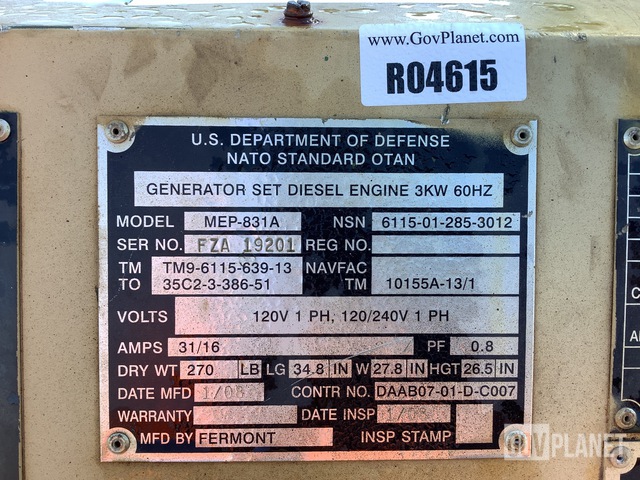 www.GovPlanet.com
R04615
U.S. DEPARTMENT OF DEFENSE
NATO STANDARD OTAN
GENERATOR SET DIESEL ENGINE 3KW 60HZ
MODEL MEP-831A NSN 6115-01-285-3012
SER NO. FZA 19201 REG NO.
TM TM9-6115-639-13 NAVFAC
TO 35C2-3-386-51 TM 10155A-13/1
VOLTS 120V 1 PH, 120/240V 1 PH
AMPS 31/16 PF 0.8
DRY WT 270 LB LG 34.8 IN W 27.8 IN HGT 26.5 IN
DATE MFD CONTR NO. DAAB07-01-D-C007
WARRANTY DATE INSP
MFD BY FERMONT INSP STAMP
GOVPLANET